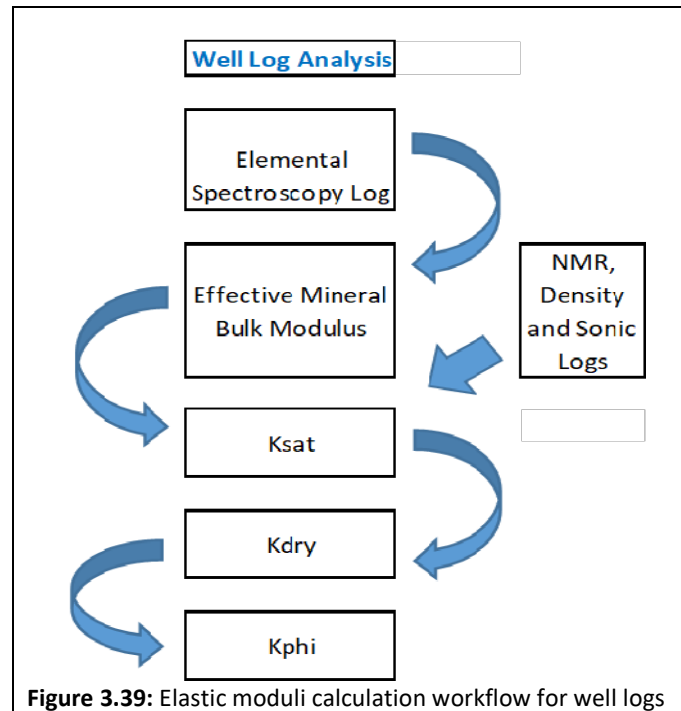 Well Log Analysis
Elemental
Spectroscopy Log
Effective Mineral
Bulk Modulus
NMR,
Density
and Sonic
Logs
Ksat
Kdry
Kphi
Figure 3.39: Elastic moduli calculation workflow for well logs